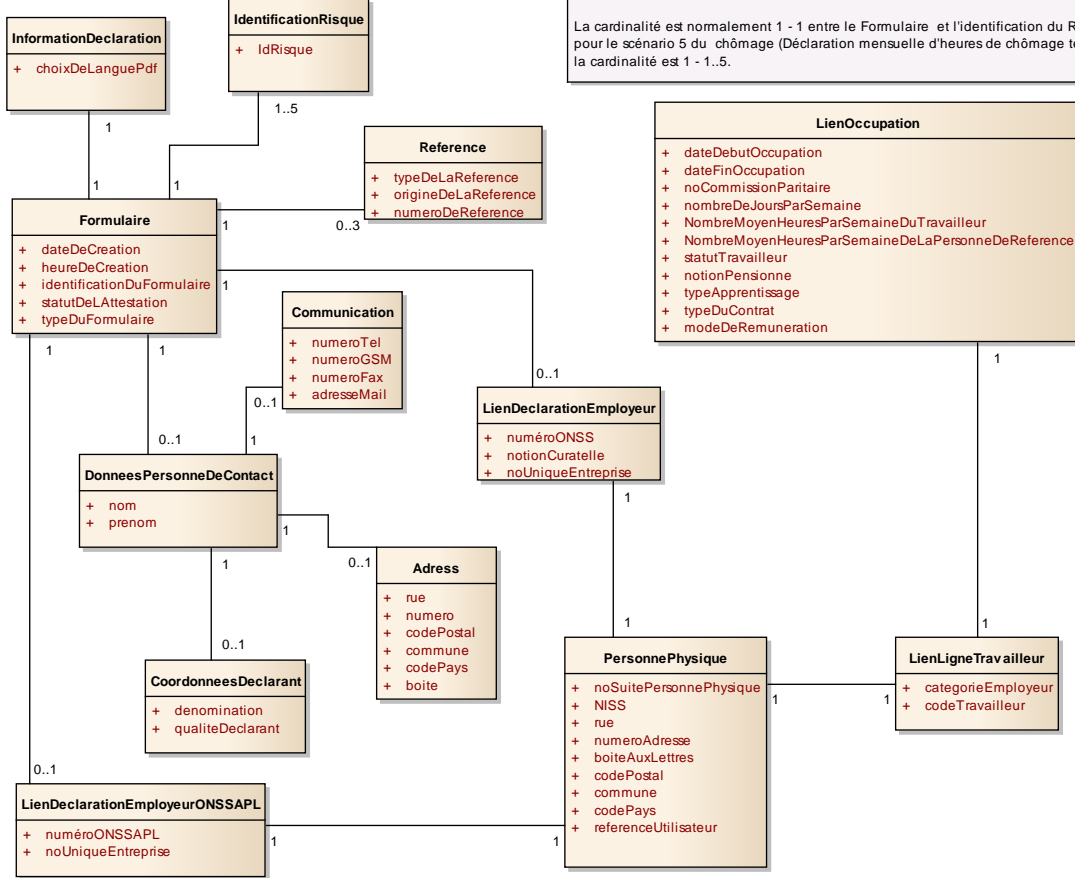 InformationDeclaration
+ choixDeLanguePdf
IdentificationRisque
+ IdRisque
La cardinalité est normalement 1 - 1 entre le Formulaire et l'identification du R
pour le scénario 5 du chômage (Déclaration mensuelle d'heures de chômage
la cardinalité est 1 - 1..5.
1
1..5
1
1
Reference
+ typeDeLaReference
+ origineDeLaReference
+ numeroDeReference
LienOccupation
+ dateDebutOccupation
+ dateFinOccupation
+ noCommissionParitaire
+ nombreDeJoursParSemaine
+ NombreMoyenHeuresParSemaineDuTravailleur
+ NombreMoyenHeuresParSemaineDeLaPersonneDeReference
+ statutTravailleur
+ notionPensionne
+ typeApprentissage
+ typeDuContrat
+ modeDeRemuneration
Formulaire
+ dateDeCreation
+ heureDeCreation
+ identificationDuFormulaire
+ statutDeLAttestation
+ typeDuFormulaire
1
0..3
1
1
1
1
Communication
+ numeroTel
+ numeroGSM
+ numeroFax
+ adresseMail
0..1
0..1
0..1
1
LienDeclarationEmployeur
+ numéroONSS
+ notionCuratelle
+ noUniqueEntreprise
1
DonneesPersonneDeContact
+ nom
+ prenom
1
1
0..1
Adress
+ rue
+ numero
+ codePostal
+ commune
+ codePays
+ boite
0..1
CoordonneesDeclarant
+ denomination
+ qualiteDeclarant
1
1
PersonnePhysique
+ noSuitePersonnePhysique
+ NISS
+ rue
+ numeroAdresse
+ boiteAuxLettres
+ codePostal
+ commune
+ codePays
+ referenceUtilisateur
1
1
LienLigneTravailleur
+ categorieEmployeur
+ codeTravailleur
0..1
LienDeclarationEmployeurONSSAPL
+ numéroONSSAPL
+ noUniqueEntreprise
1
1